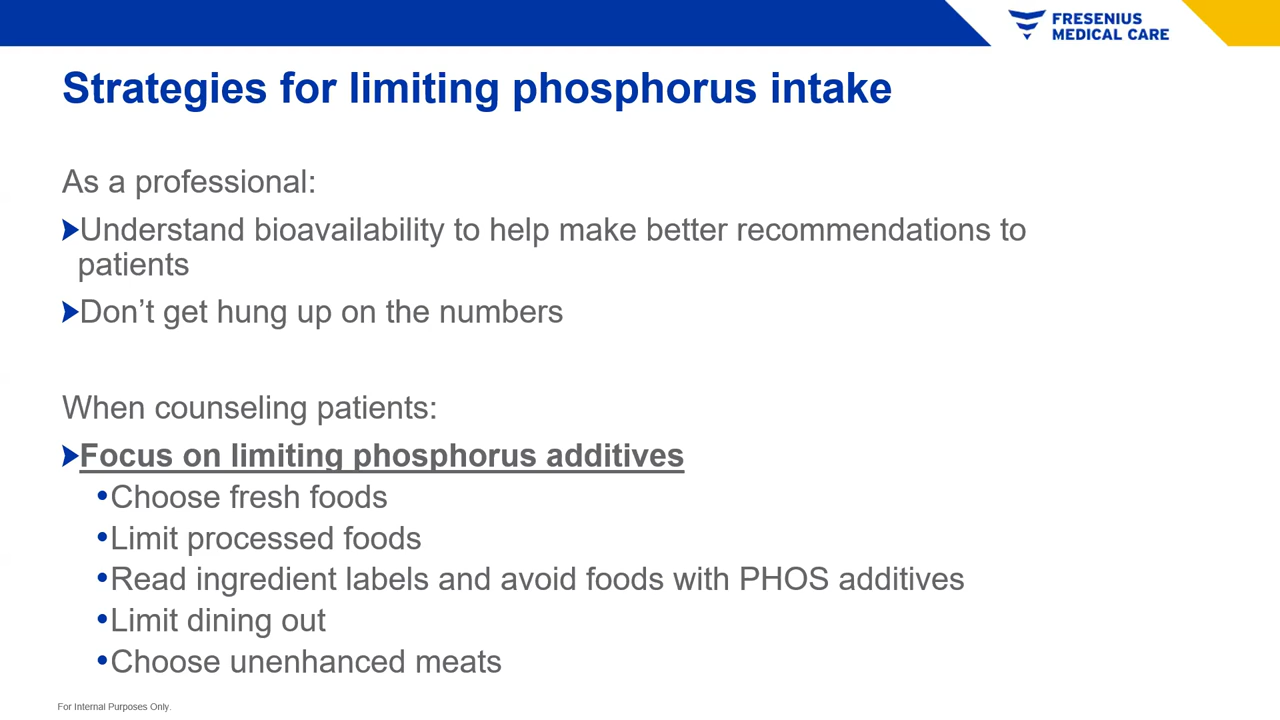 FRESENIUS
MEDICAL CARE
Strategies for limiting phosphorus intake
As a professional:
Understand bioavailability to help make better recommendations to
patients
Don’t get hung up on the numbers
When counseling patients:
Focus on limiting phosphorus additives
•Choose fresh foods
•Limit processed foods
•Read ingredient labels and avoid foods with PHOS additives
•Limit dining out
•Choose unenhanced meats
For Internal Purposes Only.